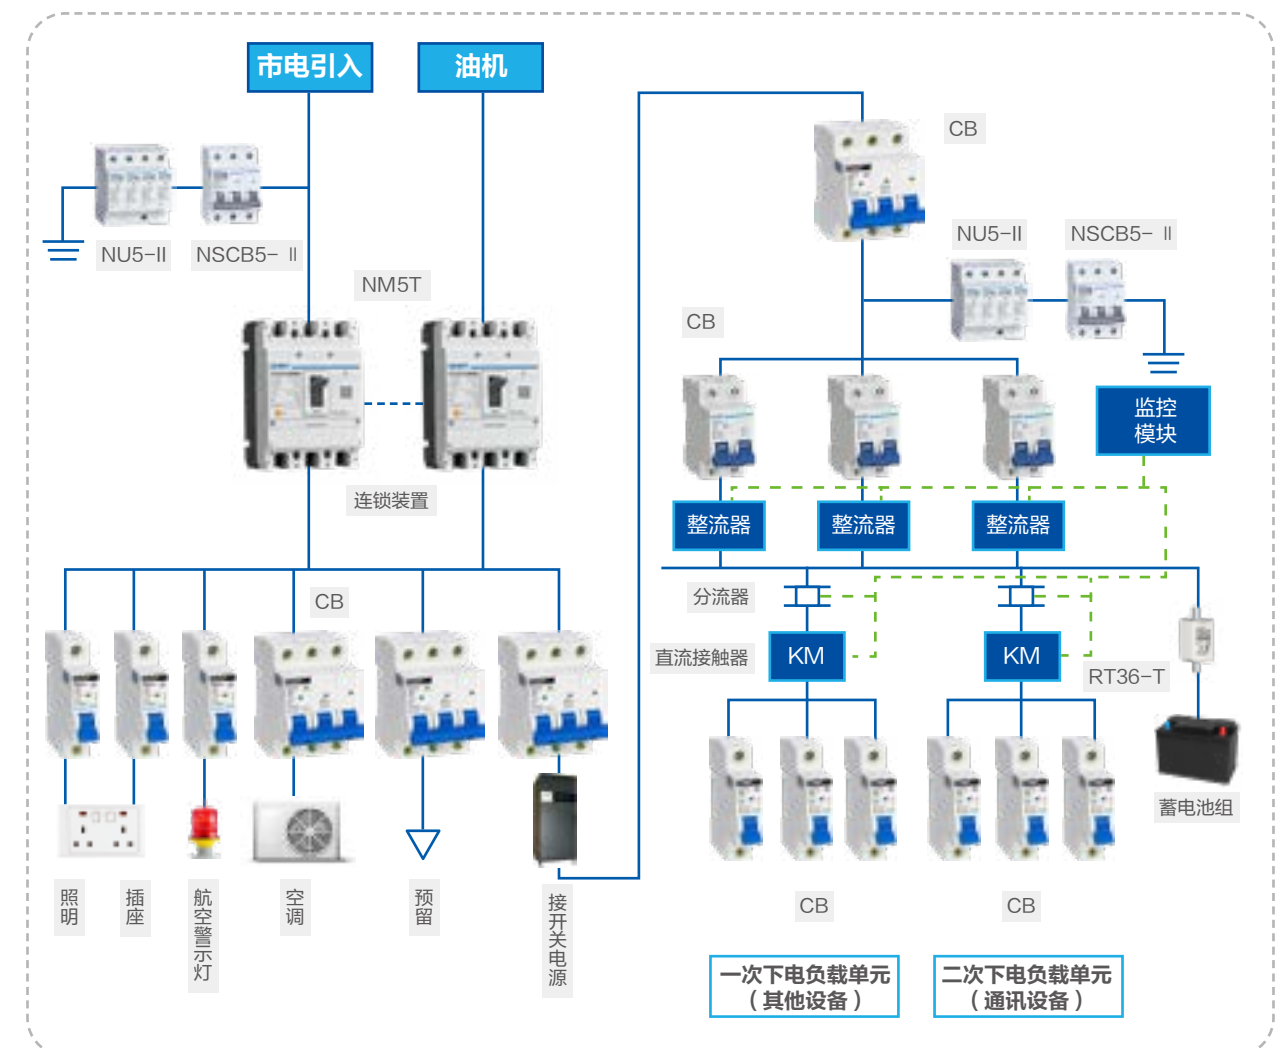 市电引入
油机
CB
NU5-II
NSCB5- II
NU5-II
NSCB5- II
NM5T
CB
监控
模块
连锁装置
整流器
整流器
整流器
分流器
CB
直流接触器
KM
KM
RT36-T
蓄电池组
照明
插座
航空警示灯
空调
预留
接开关电源
CB
CB
一次下电负载单元
（其他设备）
二次下电负载单元
（通讯设备）